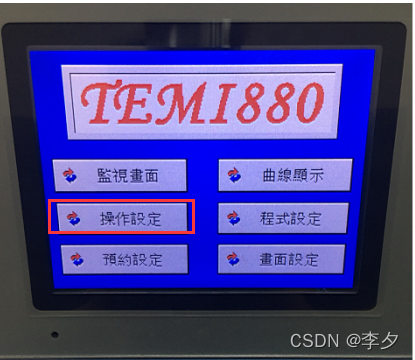 TEMI880
監視畫面
曲線顯示
操作設定
程式設定
預約設定
畫面設定
CSDN @李夕